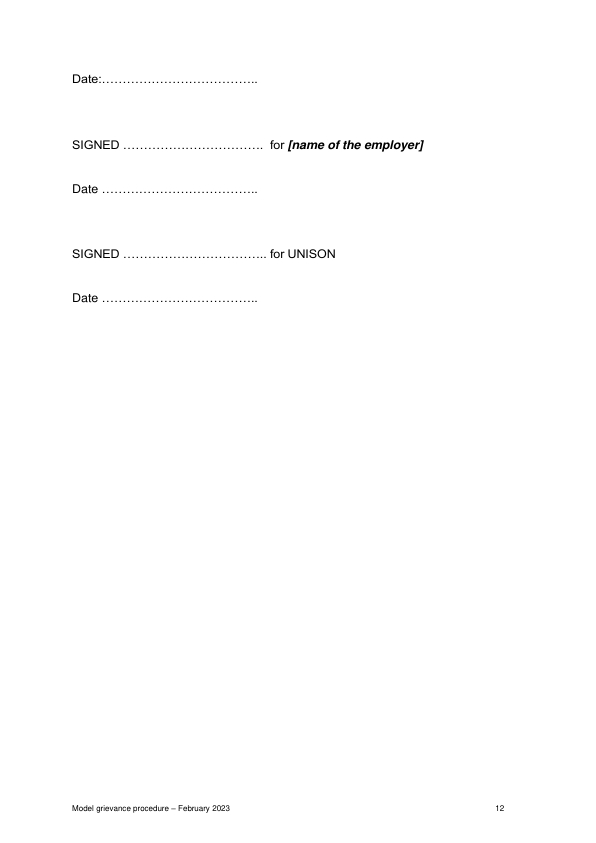 Date:………………………………..
SIGNED ……………………………. for [name of the employer]
Date ………………………………..
SIGNED …………………………….. for UNISON
Date ………………………………..
Model grievance procedure – February 2023 12